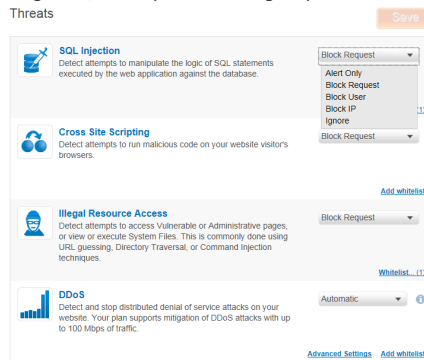 Threats
Save
SQL Injection
Detect attempts to manipulate the logic of SQL statements
executed by the web application against the database.
Block Request
Alert Only
Block Request
Block User
Block IP
Ignore
Cross Site Scripting
Detect attempts to run malicious code on your website visitor's
browsers.
Block Request
Add whitelist
Illegal Resource Access
Detect attempts to access Vulnerable or Administrative pages,
or view or execute System Files. This is commonly done using
URL guessing, Directory Traversal, or Command Injection
techniques.
Block Request
Whitelist... (1
DDoS
Detect and stop distributed denial of service attacks on your
website. Your plan supports mitigation of DDoS attacks with up
to 100 Mbps of traffic.
Automatic
Advanced Settings Add whitelist